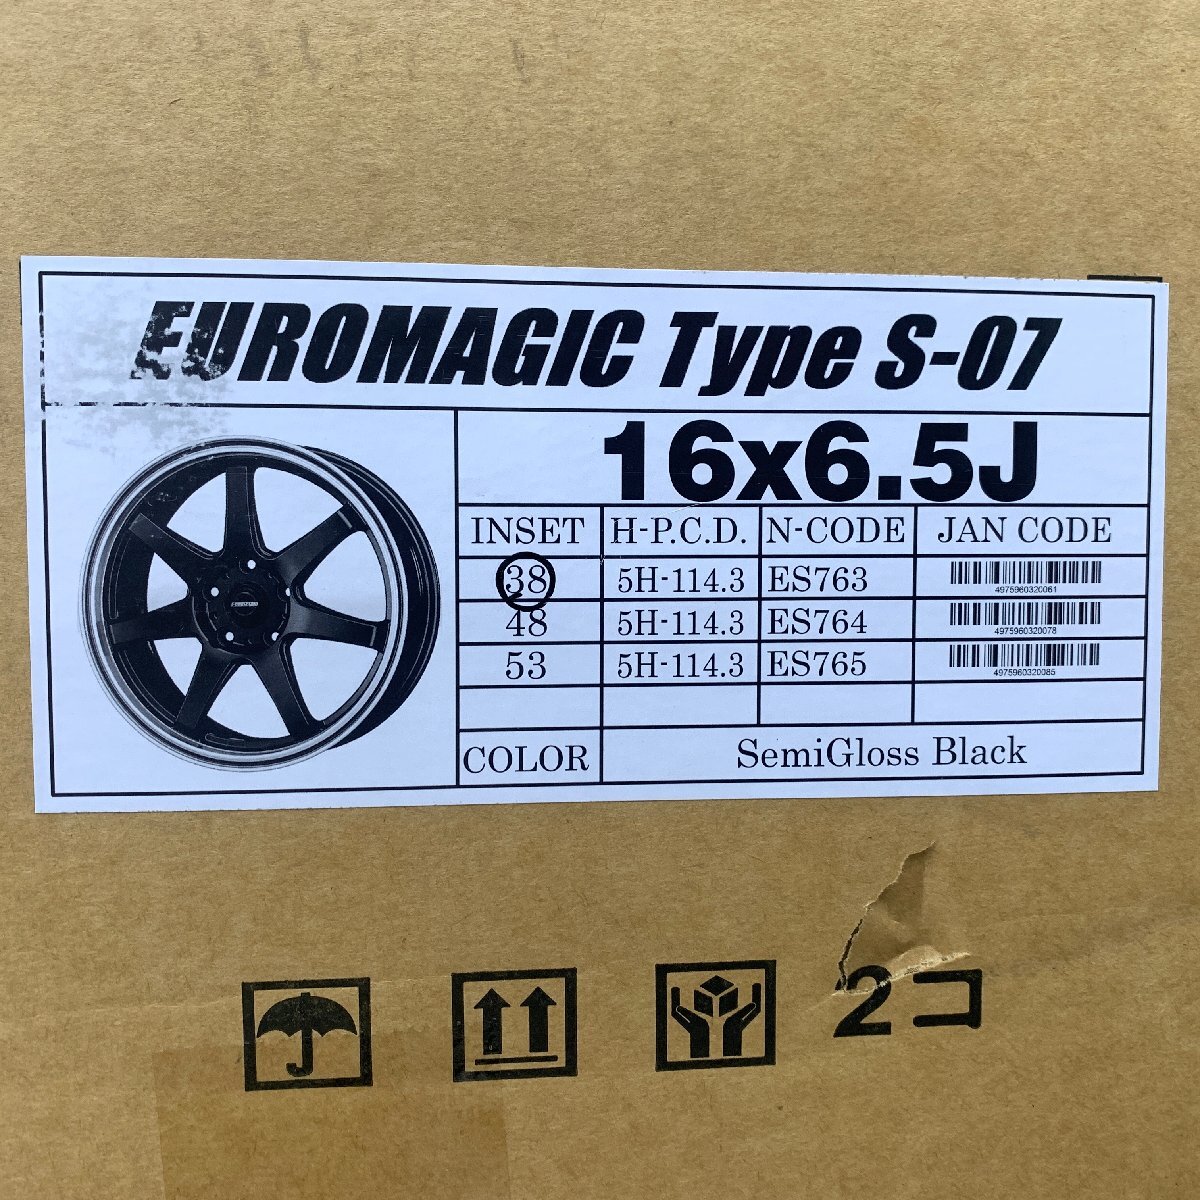 EUROMAGIC Type S-07
16x6.5J
INSET H-P.C.D. N-CODE JAN CODE
38 5H-114.3 ES763 4975960320061
48 5H-114.3 ES764 4975960320078
53 5H-114.3 ES765 4975960320085
COLOR SemiGloss Black
2コ